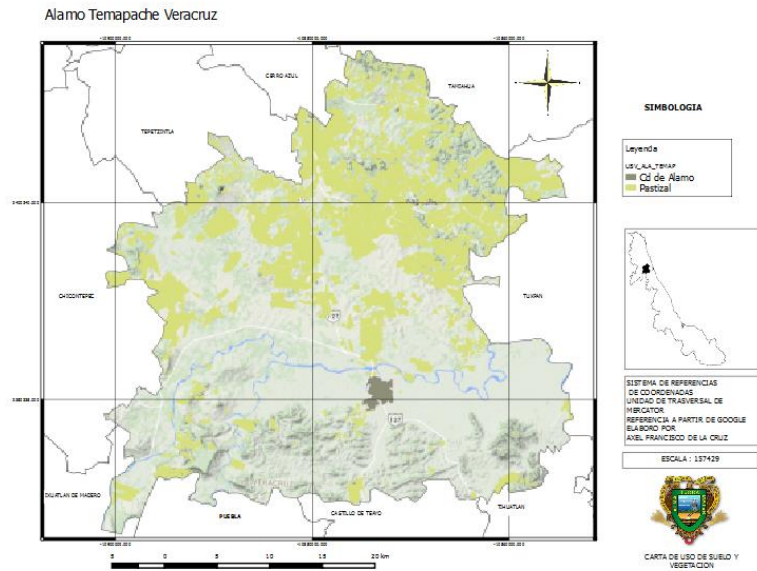 Alamo Temapache Veracruz
CERRO AZUL
TAMIAHUA
TEPETZINTLA
CHICONTEPEC
TUXPAN
127
IXHUATLAN DE MADERO
PUEBLA
CASTILLO DE TEAYO
TIHUATLAN
5 0 5 10 15 20 km
SIMBOLOGIA
Leyenda
USV_ALA_TEMAP
Cd de Alamo
Pastizal
SISTEMA DE REFERENCIAS
DE COORDENADAS
UNIDAD DE TRASVERSAL DE
MERCATOR
REFERENCIA A PARTIR DE GOOGLE
ELABORO POR
AXEL FRANCISCO DE LA CRUZ
ESCALA : 157429
CARTA DE USO DE SUELO Y
VEGETACION